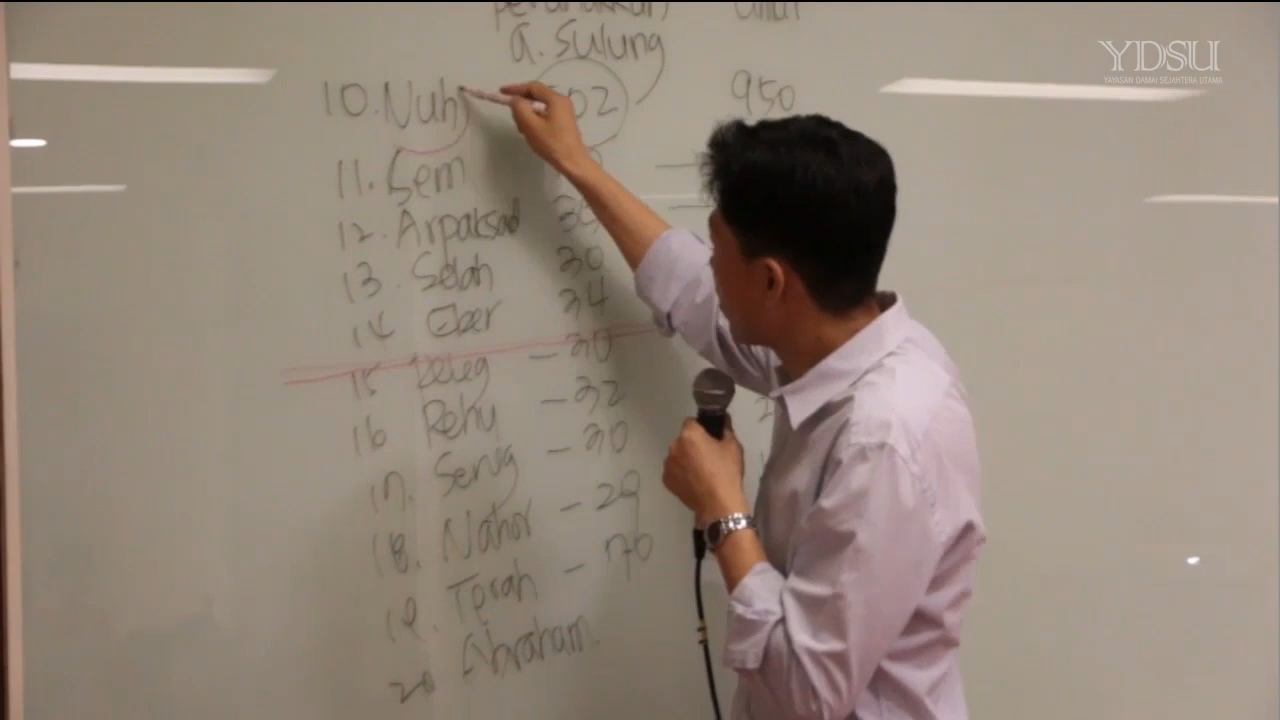 YDSU
YAYASAN DAMAI SEJAHTERA UTAMA
a. sulung
10. Nuh 502 950
11. Sem
12. Arpaksad
13. Selah 30
14 Eber 34
15 Peleg - 30
16 Rehu - 32
17. Serug - 30
18. Nahor - 29
19. Terah - 70
20 Abraham.